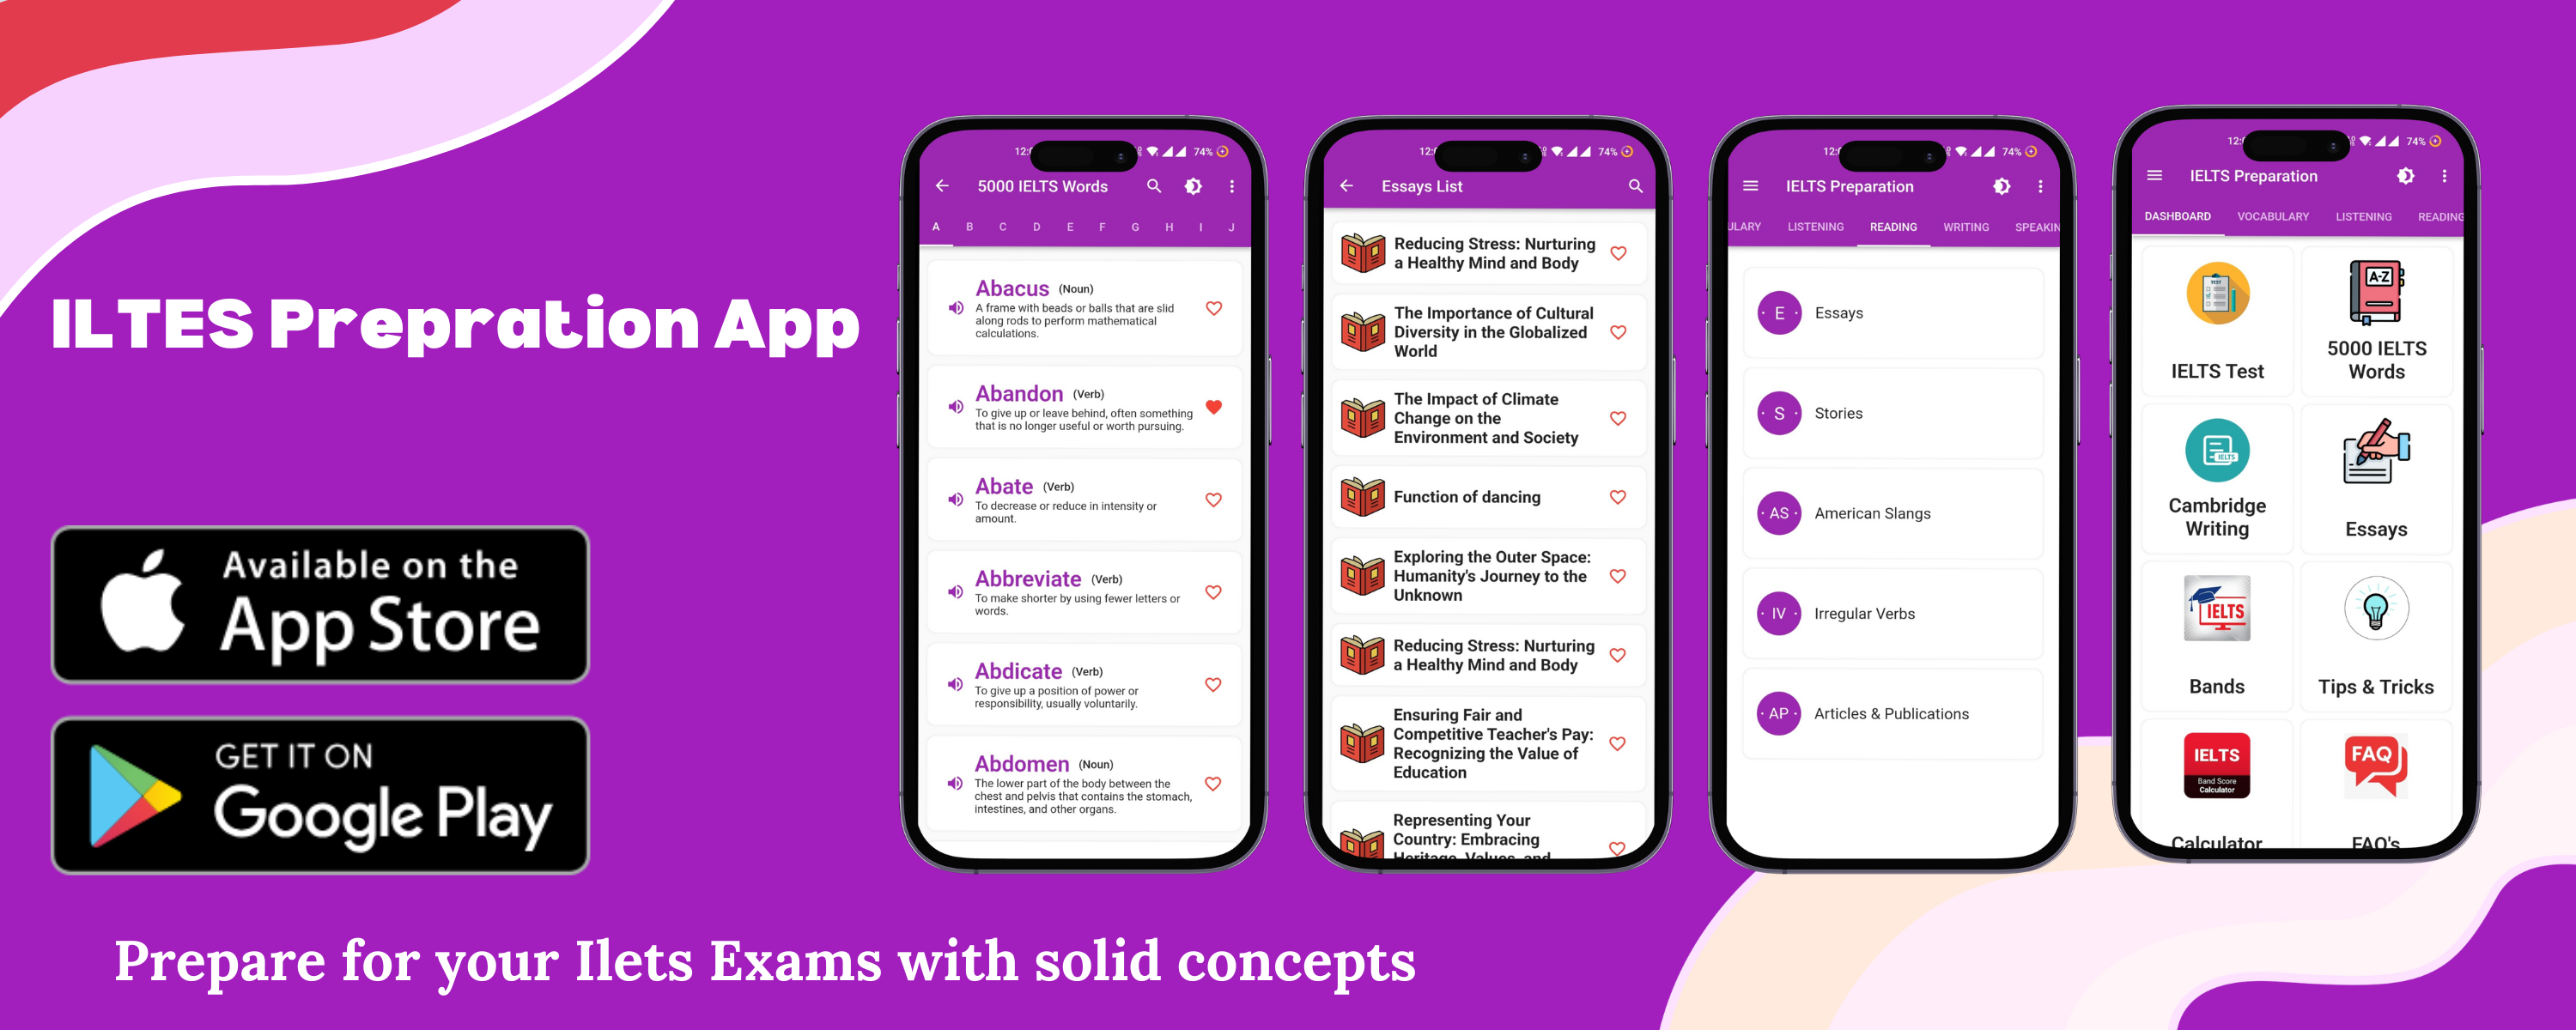 ILTES Prepration App
Available on the
App Store
GET IT ON
Google Play
Prepare for your Ilets Exams with solid concepts
74%
5000 IELTS Words
A B C D E F G H I J
Abacus (Noun)
A frame with beads or balls that are slid
along rods to perform mathematical
calculations.
Abandon (Verb)
To give up or leave behind, often something
that is no longer useful or worth pursuing.
Abate (Verb)
To decrease or reduce in intensity or
amount.
Abbreviate (Verb)
To make shorter by using fewer letters or
words.
Abdicate (Verb)
To give up a position of power or
responsibility, usually voluntarily.
Abdomen (Noun)
The lower part of the body between the
chest and pelvis that contains the stomach,
intestines, and other organs.
74%
Essays List
Reducing Stress: Nurturing
a Healthy Mind and Body
The Importance of Cultural
Diversity in the Globalized
World
The Impact of Climate
Change on the
Environment and Society
Function of dancing
Exploring the Outer Space:
Humanity's Journey to the
Unknown
Reducing Stress: Nurturing
a Healthy Mind and Body
Ensuring Fair and
Competitive Teacher's Pay:
Recognizing the Value of
Education
Representing Your
Country: Embracing
Heritage, Values, and
74%
IELTS Preparation
ULARY LISTENING READING WRITING SPEAKIN
E Essays
S Stories
AS American Slangs
IV Irregular Verbs
AP Articles & Publications
74%
IELTS Preparation
DASHBOARD VOCABULARY LISTENING READING
TEST
IELTS Test
A-Z
5000 IELTS
Words
IELTS
Cambridge
Writing
Essays
IELTS
Bands
Tips & Tricks
IELTS
Band Score
Calculator
Calculator
FAQ
FAQ's